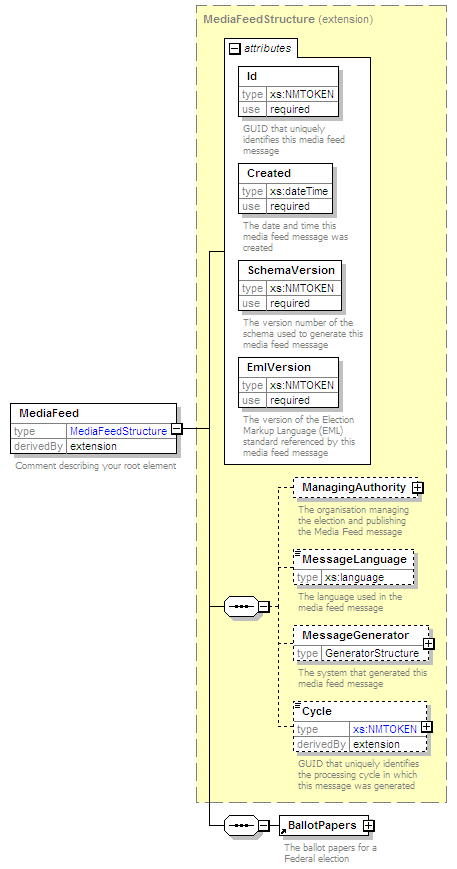 MediaFeedStructure (extension)
attributes
Id
type xs:NMTOKEN
use required
GUID that uniquely
identifies this media feed
message
Created
type xs:dateTime
use required
The date and time this
media feed message was
created
SchemaVersion
type xs:NMTOKEN
use required
The version number of the
schema used to generate this
media feed message
EmlVersion
type xs:NMTOKEN
use required
The version of the Election
Markup Language (EML)
standard referenced by this
media feed message
MediaFeed
type MediaFeedStructure
derivedBy extension
Comment describing your root element
ManagingAuthority
The organisation managing
the election and publishing
the Media Feed message
MessageLanguage
type xs:language
The language used in the
media feed message
MessageGenerator
type GeneratorStructure
The system that generated this
media feed message
Cycle
type xs:NMTOKEN
derivedBy extension
GUID that uniquely identifies
the processing cycle in which
this message was generated
BallotPapers
The ballot papers for a
Federal election